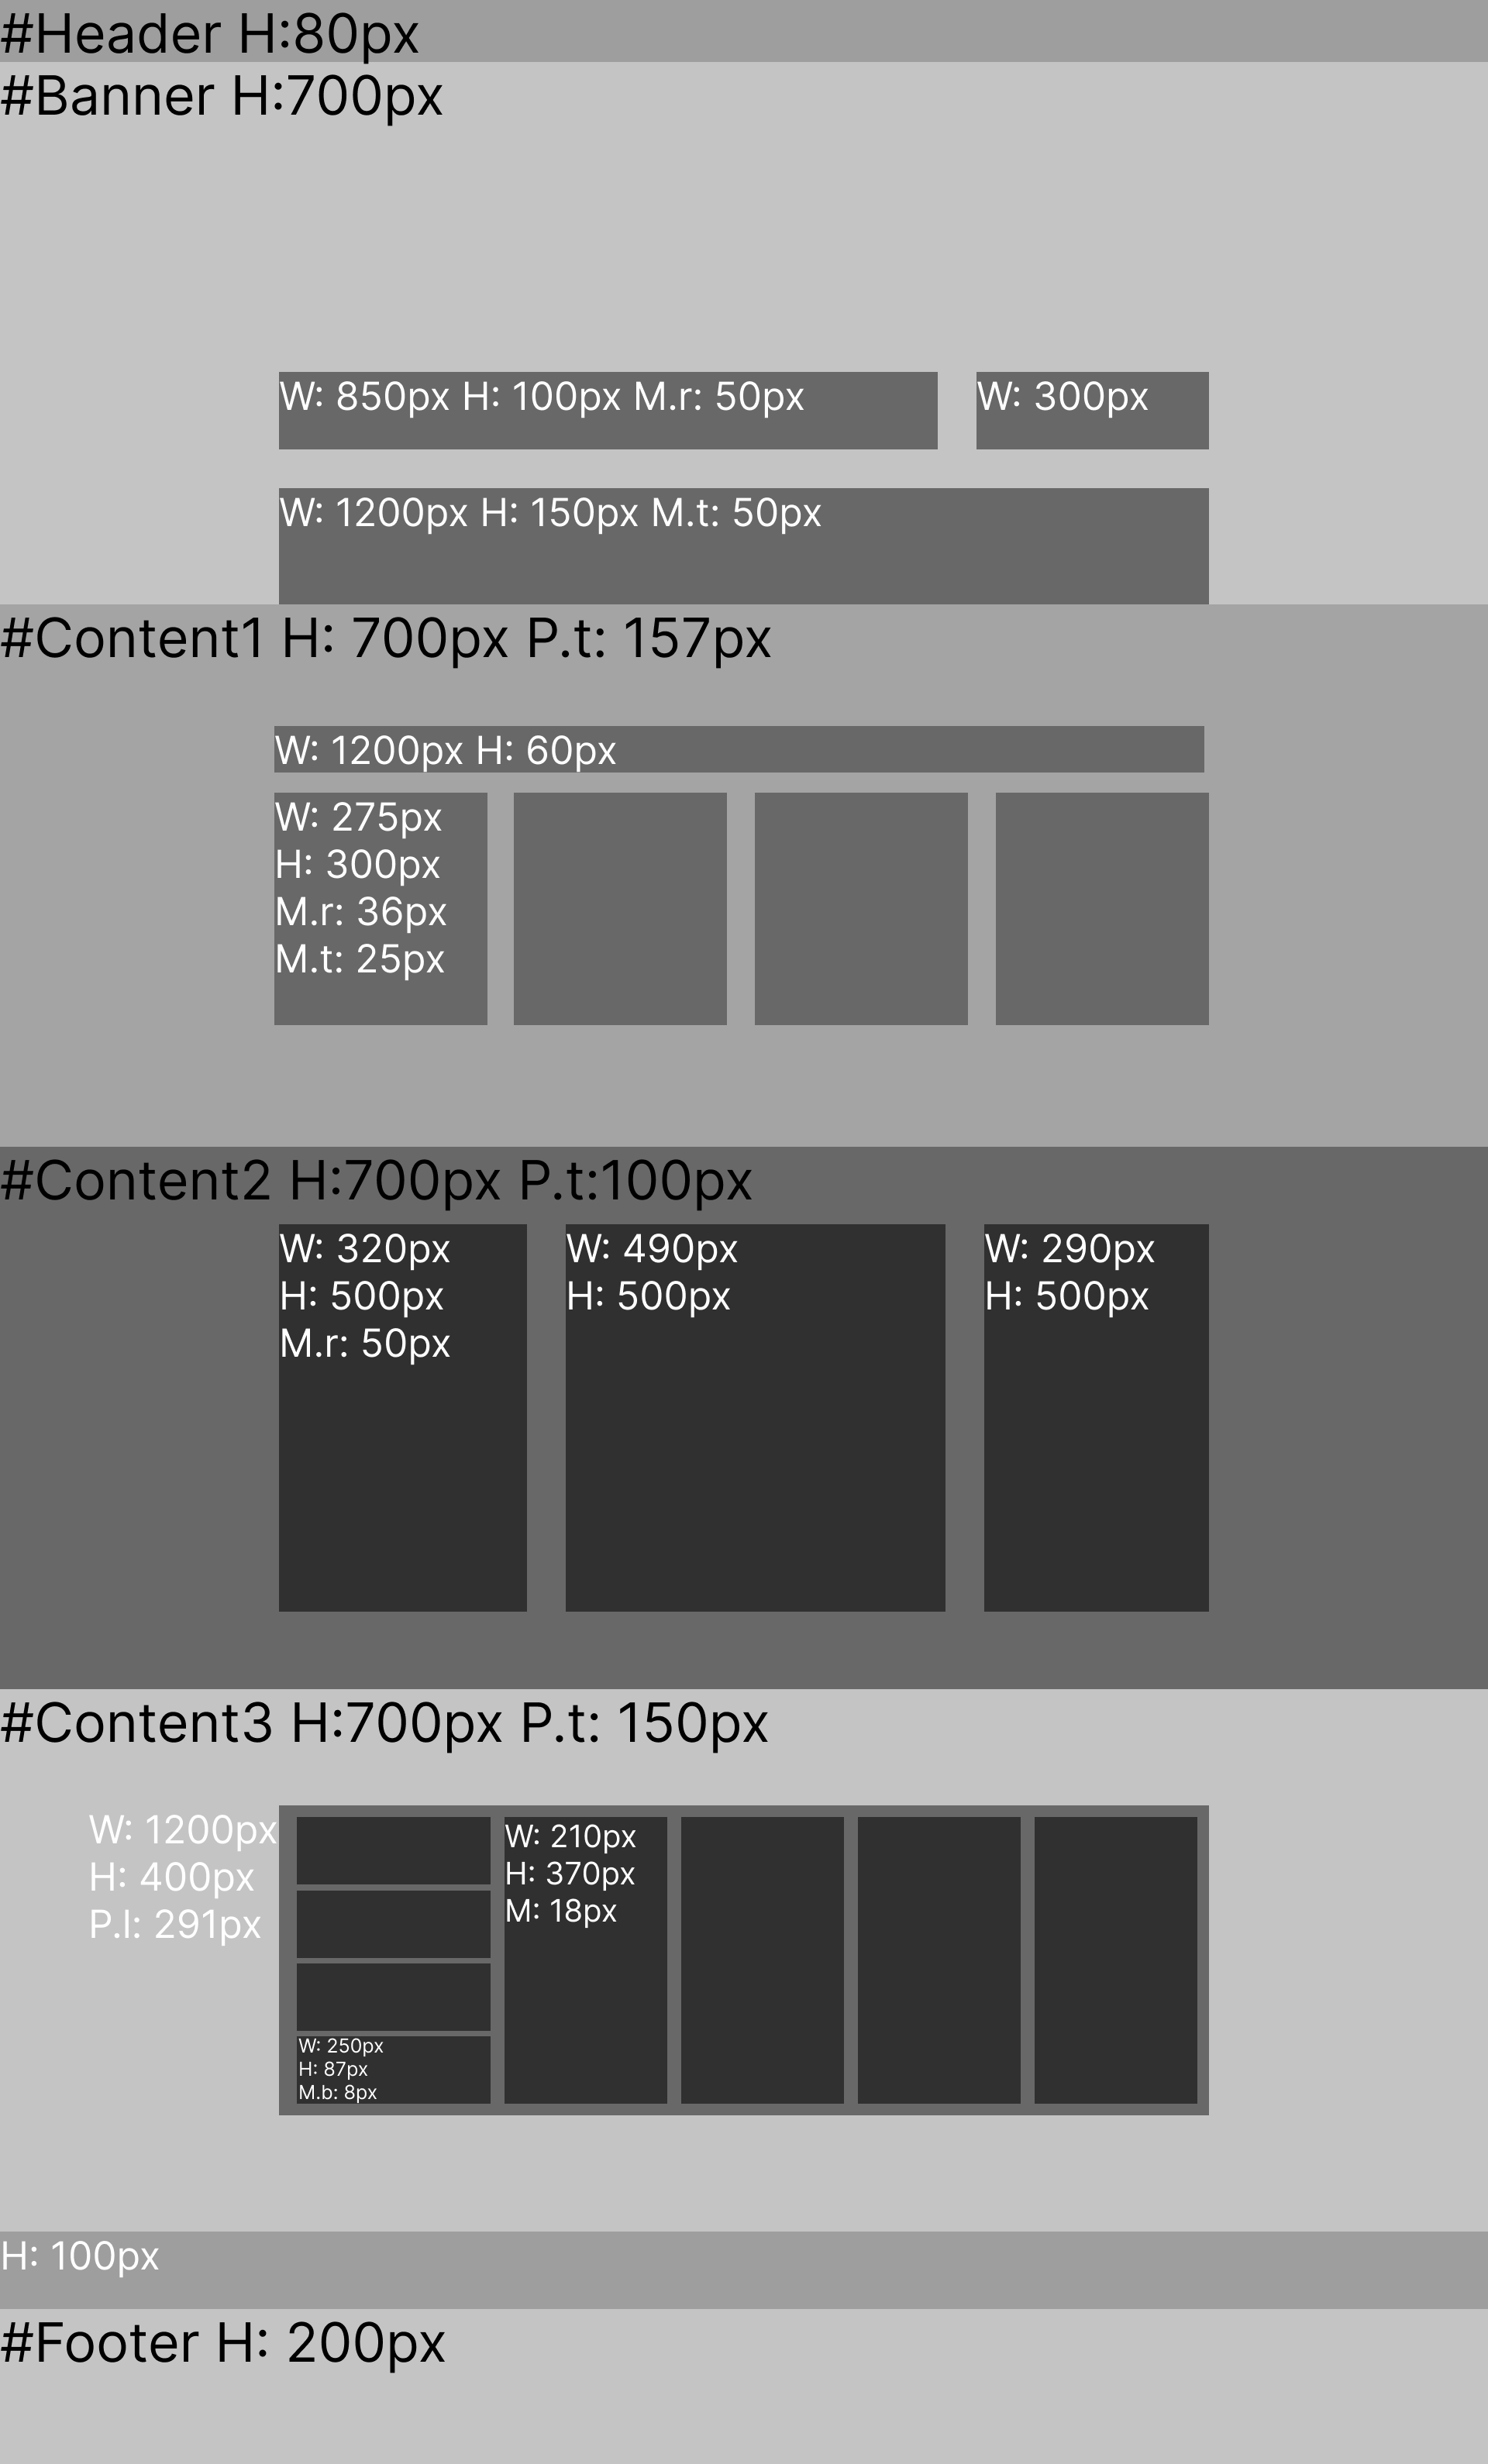 #Header H:80px
#Banner H:700px
W: 850px H: 100px M.r: 50px
W: 300px
W: 1200px H: 150px M.t: 50px
#Content1 H: 700px P.t: 157px
W: 1200px H: 60px
W: 275px
H: 300px
M.r: 36px
M.t: 25px
#Content2 H:700px P.t:100px
W: 320px
H: 500px
M.r: 50px
W: 490px
H: 500px
W: 290px
H: 500px
#Content3 H:700px P.t: 150px
W: 1200px
H: 400px
P.l: 291px
W: 210px
H: 370px
M: 18px
W: 250px
H: 87px
M.b: 8px
H: 100px
#Footer H: 200px